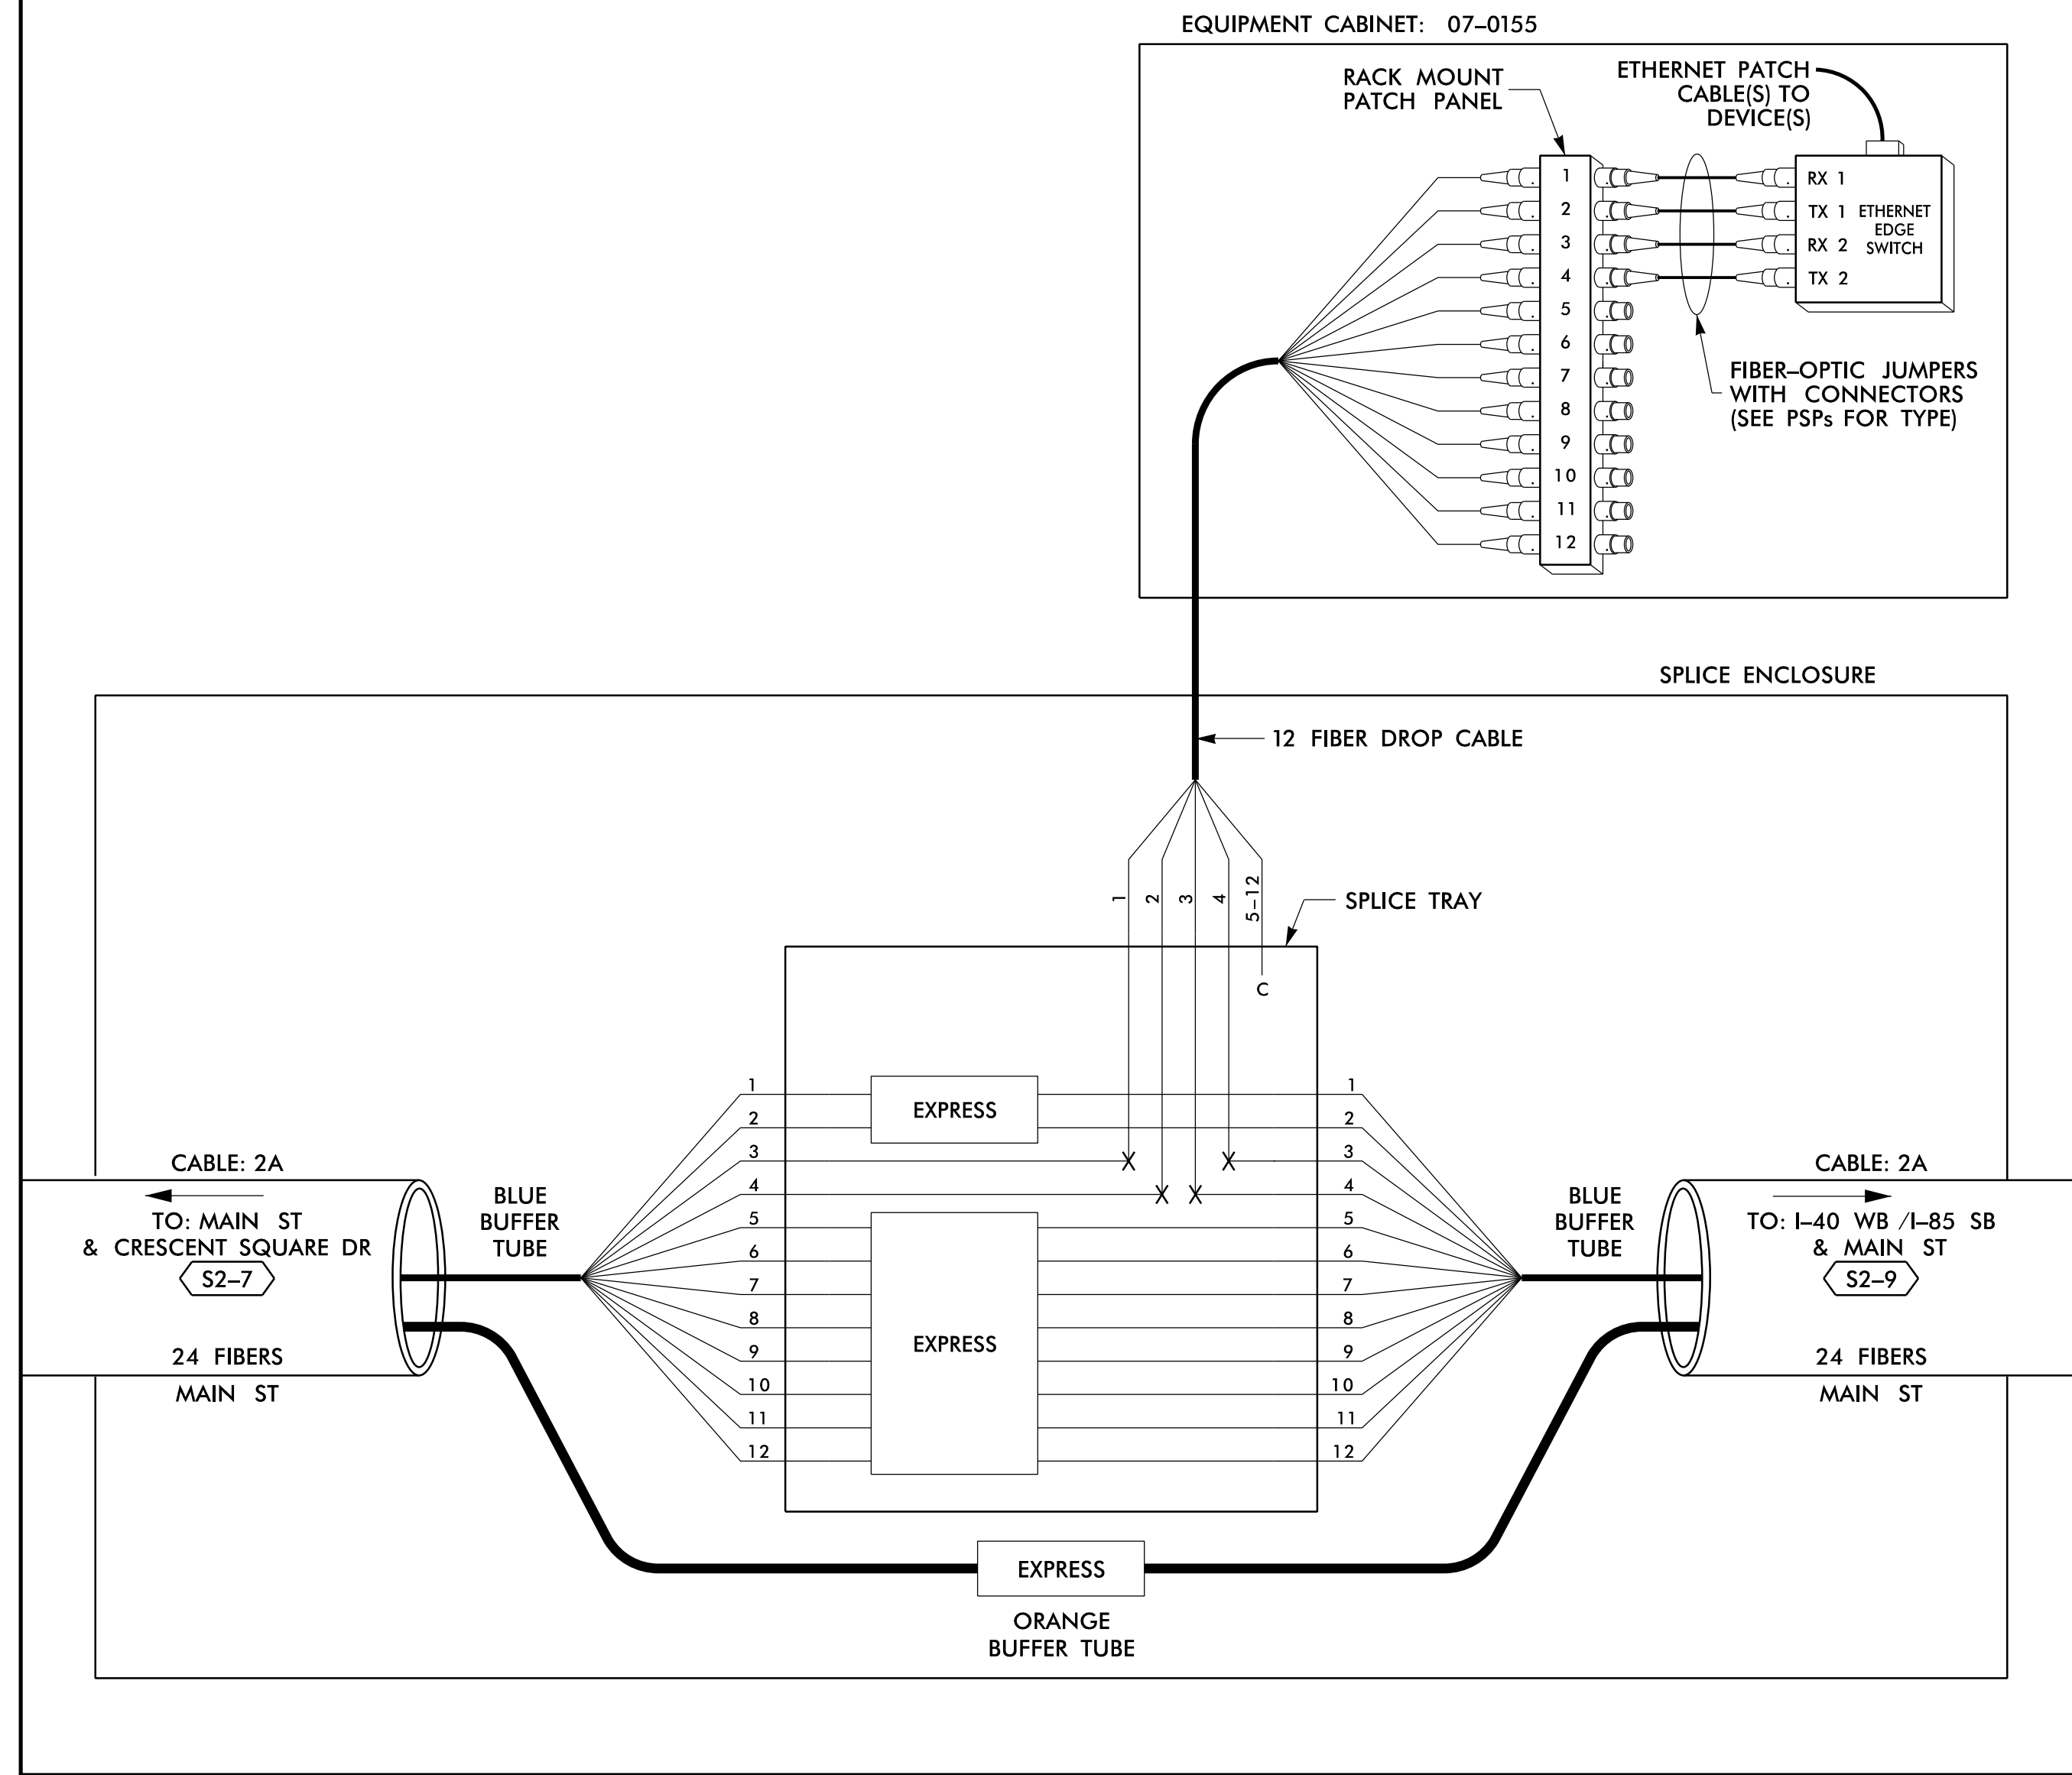 EQUIPMENT CABINET: 07–0155
RACK MOUNT
PATCH PANEL
ETHERNET PATCH
CABLE(S) TO
DEVICE(S)
1
2
3
4
5
6
7
8
9
10
11
12
RX 1
TX 1
RX 2
TX 2
ETHERNET
EDGE
SWITCH
FIBER–OPTIC JUMPERS
WITH CONNECTORS
(SEE PSPs FOR TYPE)
SPLICE ENCLOSURE
12 FIBER DROP CABLE
1
2
3
4
5–12
SPLICE TRAY
C
1
2
3
4
5
6
7
8
9
10
11
12
EXPRESS
EXPRESS
1
2
3
4
5
6
7
8
9
10
11
12
CABLE: 2A
TO: MAIN ST
& CRESCENT SQUARE DR
S2–7
24 FIBERS
MAIN ST
BLUE
BUFFER
TUBE
BLUE
BUFFER
TUBE
CABLE: 2A
TO: I–40 WB /I–85 SB
& MAIN ST
S2–9
24 FIBERS
MAIN ST
EXPRESS
ORANGE
BUFFER TUBE